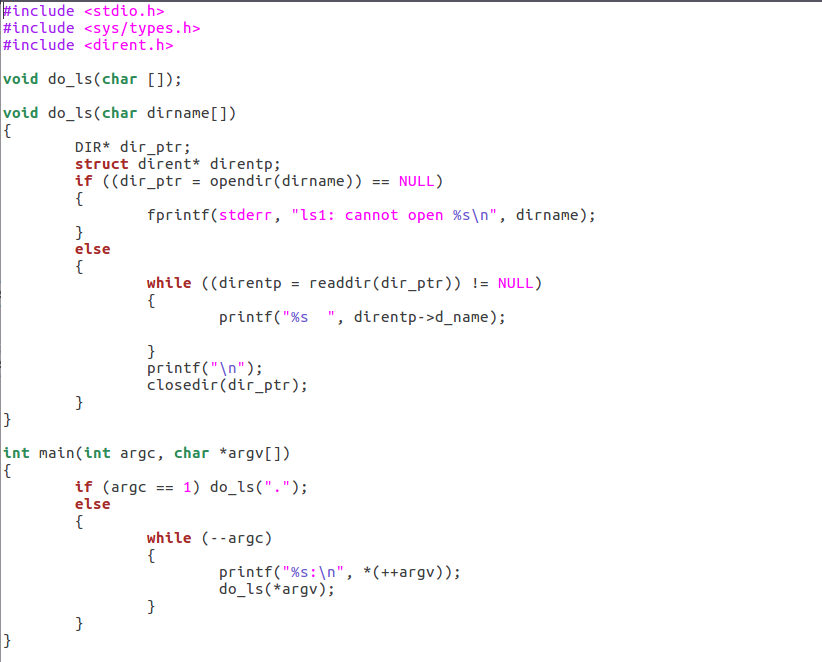 #include <stdio.h>
#include <sys/types.h>
#include <dirent.h>

void do_ls(char []);

void do_ls(char dirname[])
{
        DIR* dir_ptr;
        struct dirent* direntp;
        if ((dir_ptr = opendir(dirname)) == NULL)
        {
                fprintf(stderr, "ls1: cannot open %s\n", dirname);
        }
        else
        {
                while ((direntp = readdir(dir_ptr)) != NULL)
                {
                        printf("%s  ", direntp->d_name);

                }
                printf("\n");
                closedir(dir_ptr);
        }
}

int main(int argc, char *argv[])
{
        if (argc == 1) do_ls(".");
        else
        {
                while (--argc)
                {
                        printf("%s:\n", *(++argv));
                        do_ls(*argv);
                }
        }
}